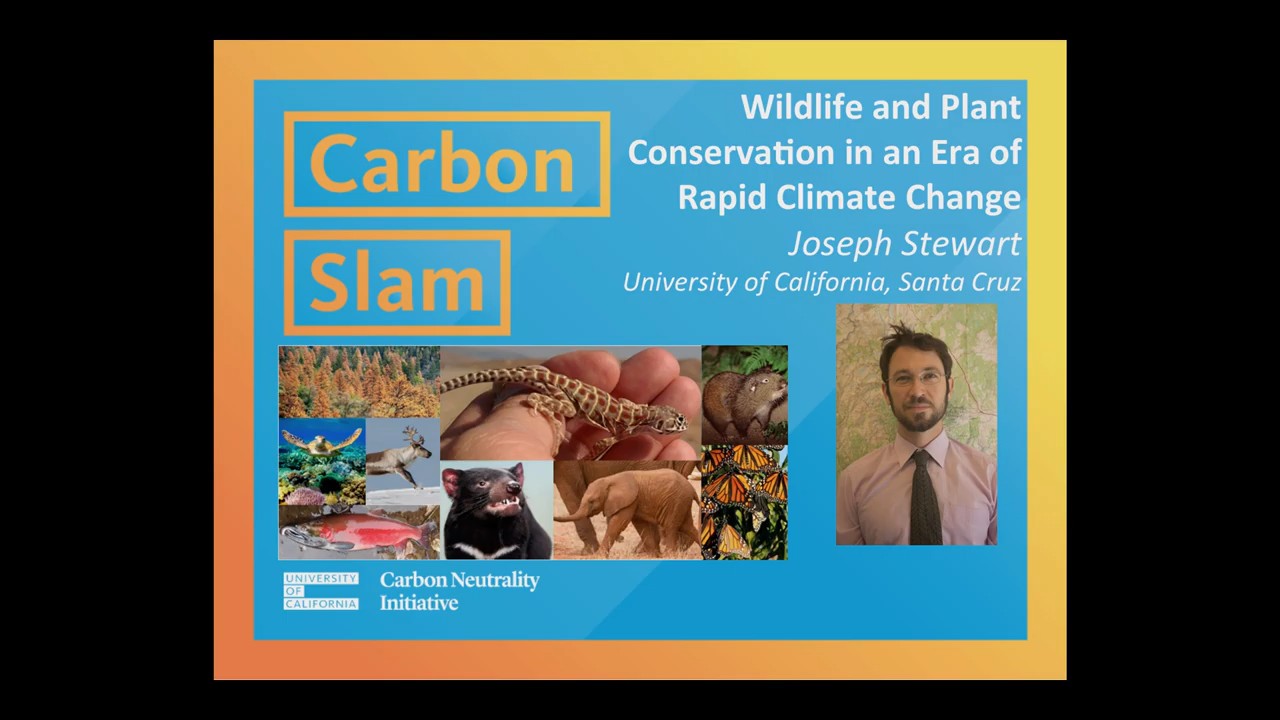 Carbon
Slam
Wildlife and Plant
Conservation in an Era of
Rapid Climate Change
Joseph Stewart
University of California, Santa Cruz
UNIVERSITY
OF
CALIFORNIA
Carbon Neutrality
Initiative